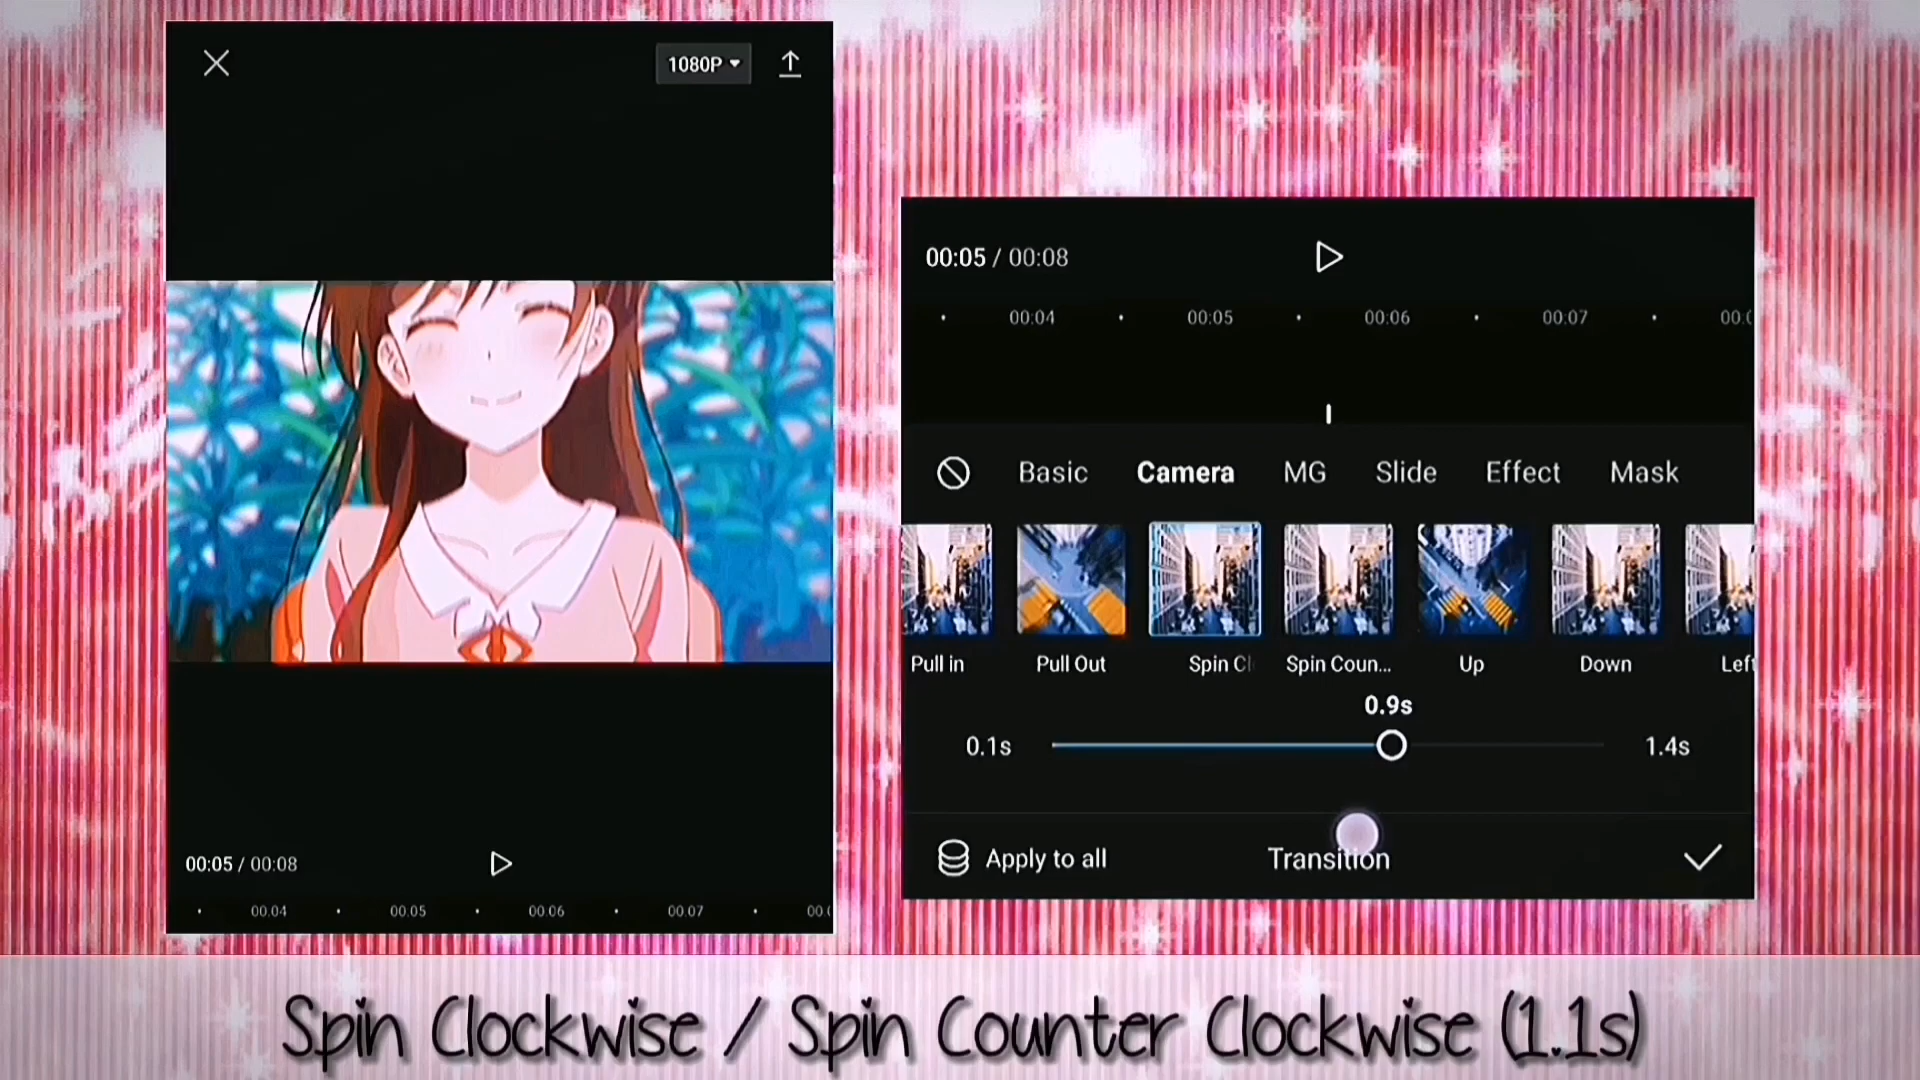 1080P
00:05 / 00:08
00:04 00:05 00:06 00:07
00:05 / 00:08
00:04 00:05 00:06 00:07 00:0
Basic Camera MG Slide Effect Mask
Pull in Pull Out Spin Cl Spin Coun... Up Down Left
0.9s
0.1s 1.4s
Apply to all Transition
Spin Clockwise / Spin Counter Clockwise (1.1s)